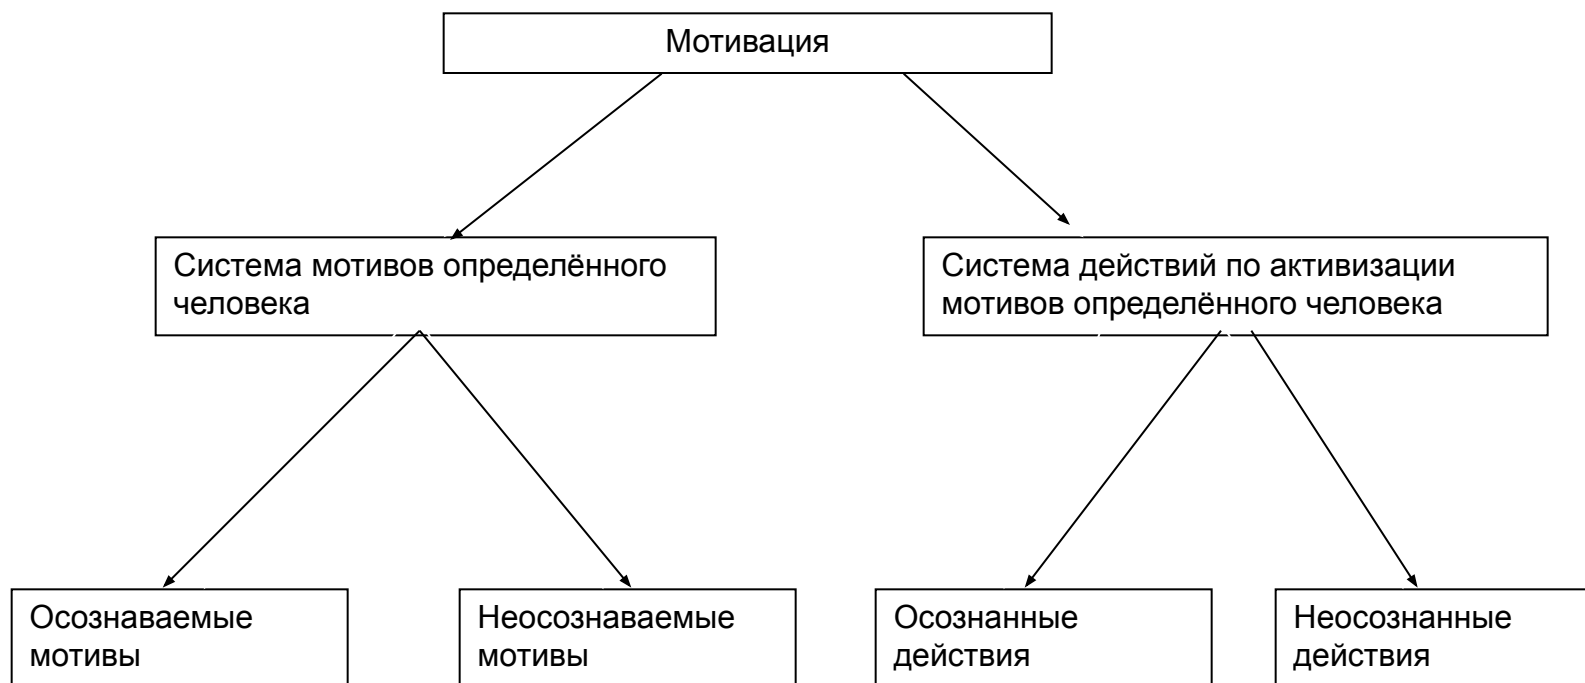 Мотивация
Система мотивов определённого
человека
Система действий по активизации
мотивов определённого человека
Осознаваемые
мотивы
Неосознаваемые
мотивы
Осознанные
действия
Неосознанные
действия